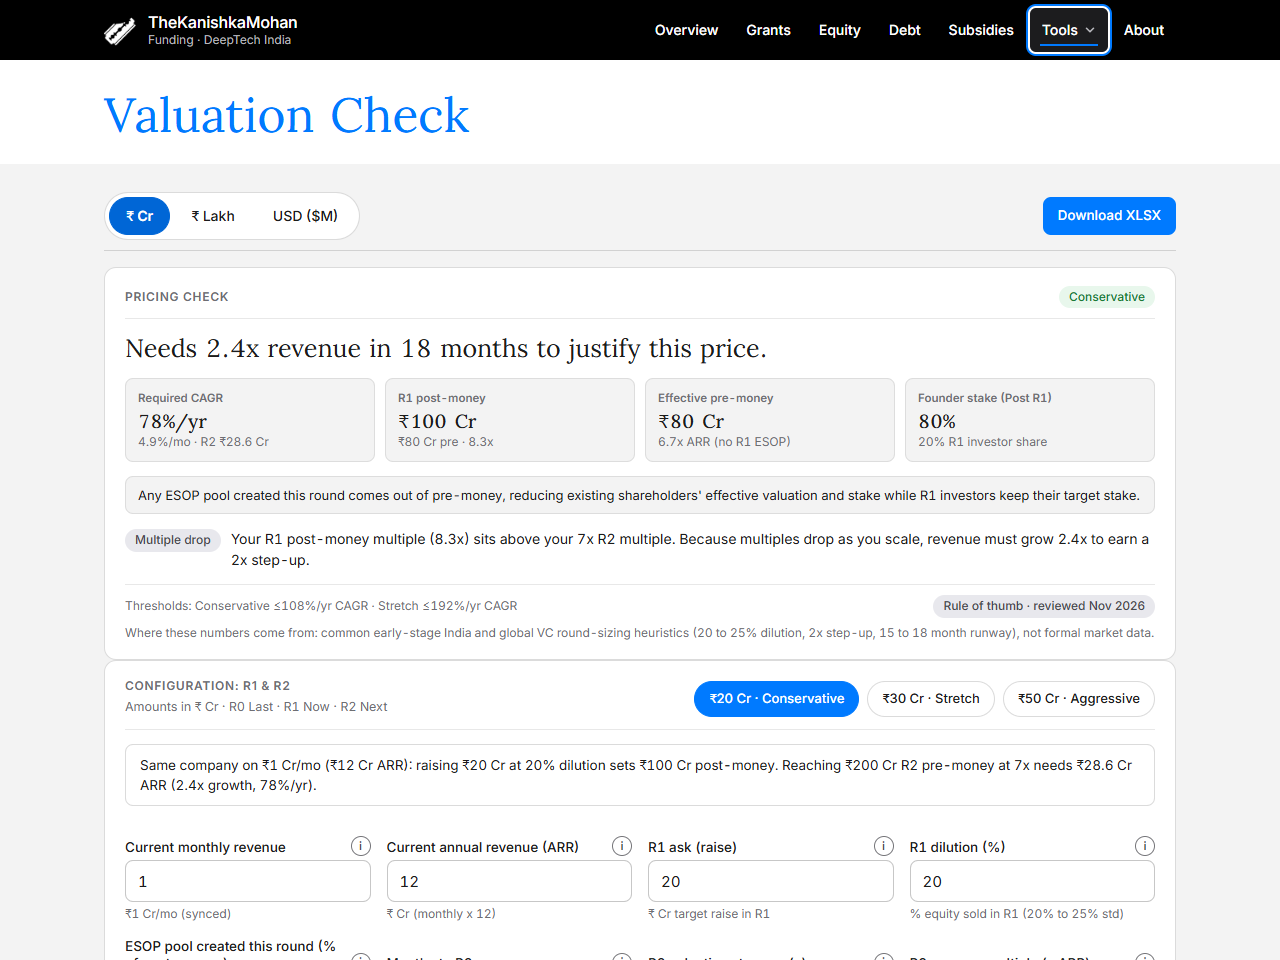 TheKanishkaMohan
Funding · DeepTech India
Overview
Grants
Equity
Debt
Subsidies
Tools
About
Valuation Check
₹ Cr
₹ Lakh
USD ($M)
Download XLSX
PRICING CHECK
Conservative
Needs 2.4x revenue in 18 months to justify this price.
Required CAGR
78%/yr
4.9%/mo · R2 ₹28.6 Cr
R1 post-money
₹100 Cr
₹80 Cr pre · 8.3x
Effective pre-money
₹80 Cr
6.7x ARR (no R1 ESOP)
Founder stake (Post R1)
80%
20% R1 investor share
Any ESOP pool created this round comes out of pre-money, reducing existing shareholders' effective valuation and stake while R1 investors keep their target stake.
Multiple drop
Your R1 post-money multiple (8.3x) sits above your 7x R2 multiple. Because multiples drop as you scale, revenue must grow 2.4x to earn a
2x step-up.
Thresholds: Conservative ≤108%/yr CAGR · Stretch ≤192%/yr CAGR
Rule of thumb · reviewed Nov 2026
Where these numbers come from: common early-stage India and global VC round-sizing heuristics (20 to 25% dilution, 2x step-up, 15 to 18 month runway), not formal market data.
CONFIGURATION: R1 & R2
Amounts in ₹ Cr · R0 Last · R1 Now · R2 Next
₹20 Cr · Conservative
₹30 Cr · Stretch
₹50 Cr · Aggressive
Same company on ₹1 Cr/mo (₹12 Cr ARR): raising ₹20 Cr at 20% dilution sets ₹100 Cr post-money. Reaching ₹200 Cr R2 pre-money at 7x needs ₹28.6 Cr
ARR (2.4x growth, 78%/yr).
Current monthly revenue
1
₹1 Cr/mo (synced)
Current annual revenue (ARR)
12
₹ Cr (monthly x 12)
R1 ask (raise)
20
₹ Cr target raise in R1
R1 dilution (%)
20
% equity sold in R1 (20% to 25% std)
ESOP pool created this round (%